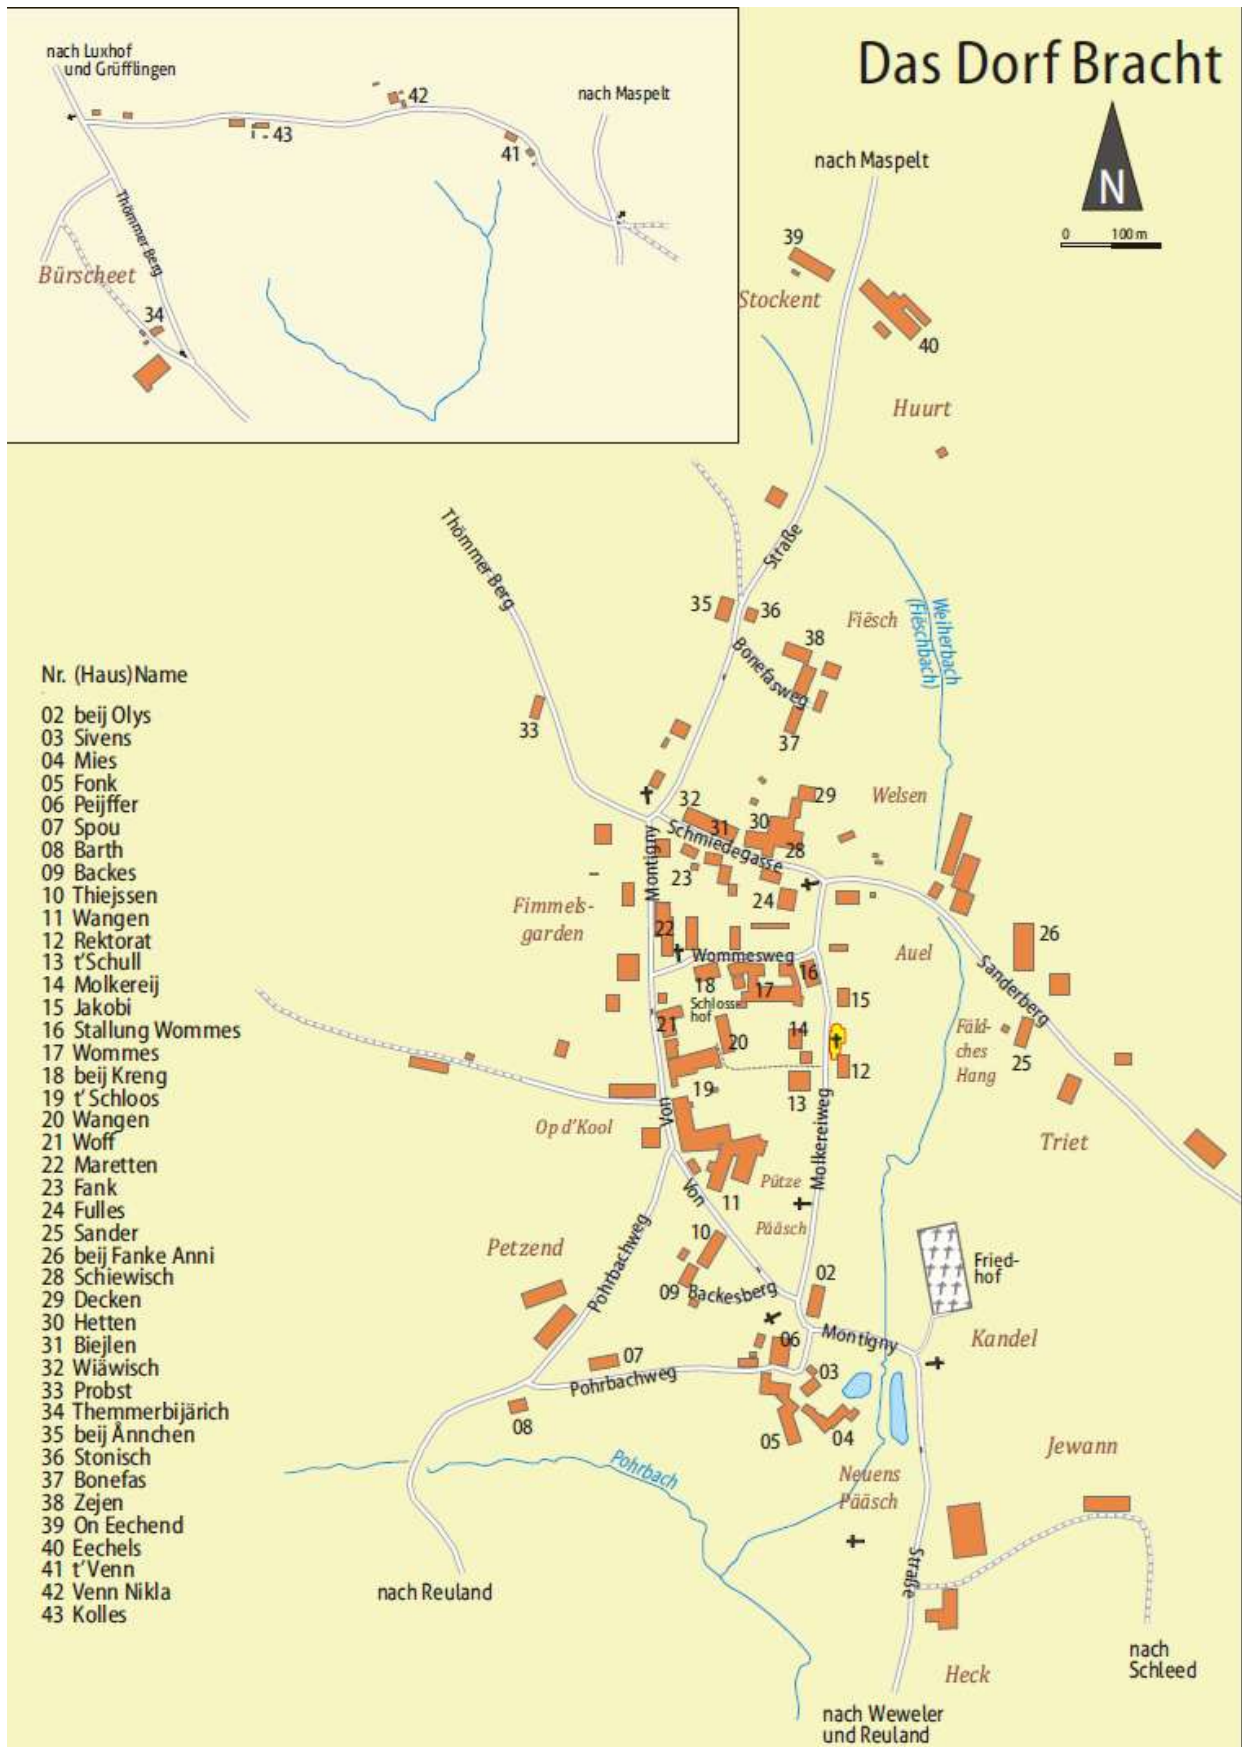 Das Dorf Bracht
nach Luxhof
und Grüfflingen
42
nach Maspelt
43
41
Thömmer Berg
Bürscheet
34
N
0 100 m
nach Maspelt
39
Stockent
40
Huurt
Thömmer Berg
Straße
35
36
Fiësch
Weiherbach
(Fiëschbach)
38
Bonefasweg
33
37
32
29
Welsen
31
30
Schmiedegasse
28
Montigny
23
24
Fimmels-
garden
22
26
Wommesweg
Auel
Sanderberg
18
17
16
15
Schloss-
hof
21
20
14
Fäld-
ches
Hang
25
12
19
13
Von
Op d'Kool
Molkereiweg
Triet
Pütze
Von
11
Pääsch
Petzend
Pohrbachweg
10
Fried-
hof
02
09
Backesberg
Montigny
Kandel
06
07
Pohrbachweg
03
08
05
04
Jewann
Pohrbach
Neuens
Pääsch
Straße
nach Reuland
nach
Schleed
Heck
nach Weweler
und Reuland
Nr. (Haus)Name
02 beij Olys
03 Sivens
04 Mies
05 Fonk
06 Peijffer
07 Spou
08 Barth
09 Backes
10 Thiejssen
11 Wangen
12 Rektorat
13 t'Schull
14 Molkereij
15 Jakobi
16 Stallung Wommes
17 Wommes
18 beij Kreng
19 t' Schloos
20 Wangen
21 Woff
22 Maretten
23 Fank
24 Fulles
25 Sander
26 beij Fanke Anni
28 Schiewisch
29 Decken
30 Hetten
31 Biejlen
32 Wiäwisch
33 Probst
34 Themmerbijärich
35 beij Ånnchen
36 Stonisch
37 Bonefas
38 Zejen
39 On Eechend
40 Eechels
41 t'Venn
42 Venn Nikla
43 Kolles